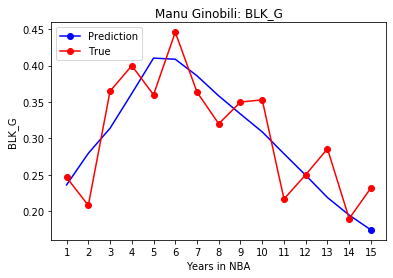 Manu Ginobili: BLK_G
Prediction
True
BLK_G
0.45
0.40
0.35
0.30
0.25
0.20
1 2 3 4 5 6 7 8 9 10 11 12 13 14 15
Years in NBA